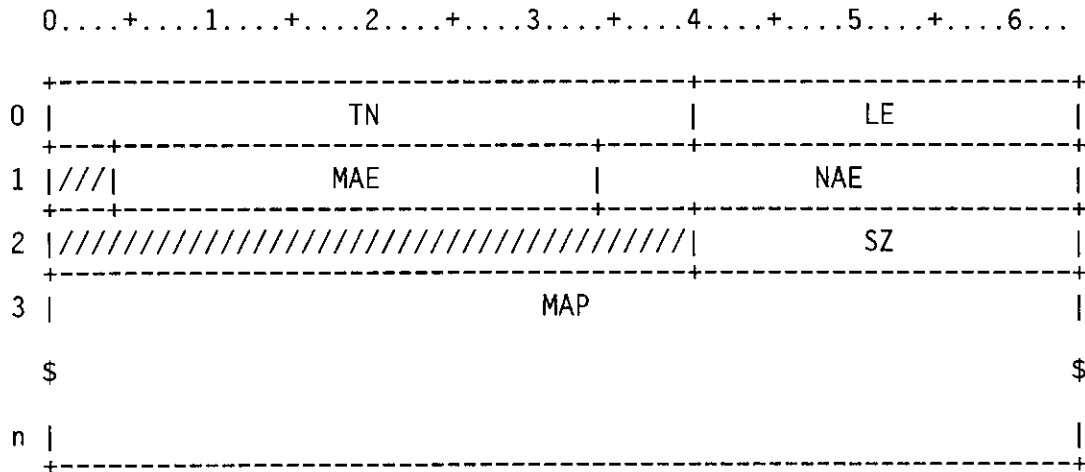 0....+....1....+....2....+....3....+....4....+....5....+....6...
+---------------------------------------+-----------------------+
0 |                  TN                   |          LE           |
+---+-----------------------------+-----+-----------------------+
1 |///|             MAE             |             NAE             |
+---+-----------------------------+-----+-----------------------+
2 |///////////////////////////////////////|          SZ           |
+---------------------------------------+-----------------------+
3 |                              MAP                              |
$                                                               $
n |                                                               |
+---------------------------------------------------------------+